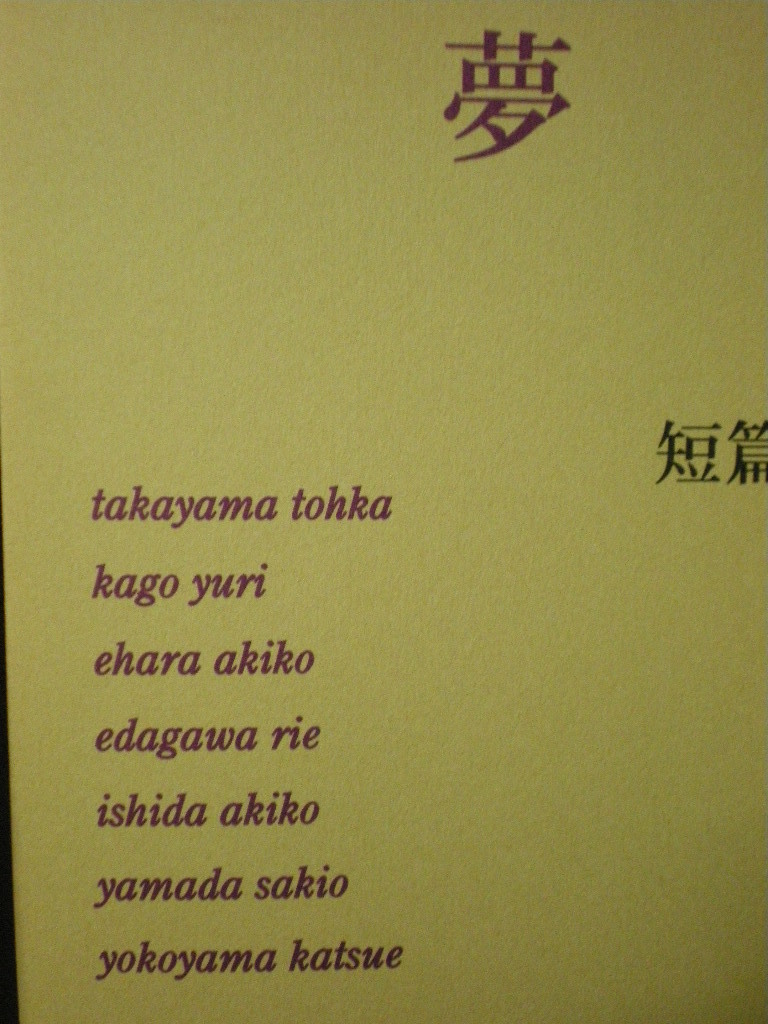 夢
短篇
takayama tohka
kago yuri
ehara akiko
edagawa rie
ishida akiko
yamada sakio
yokoyama katsue